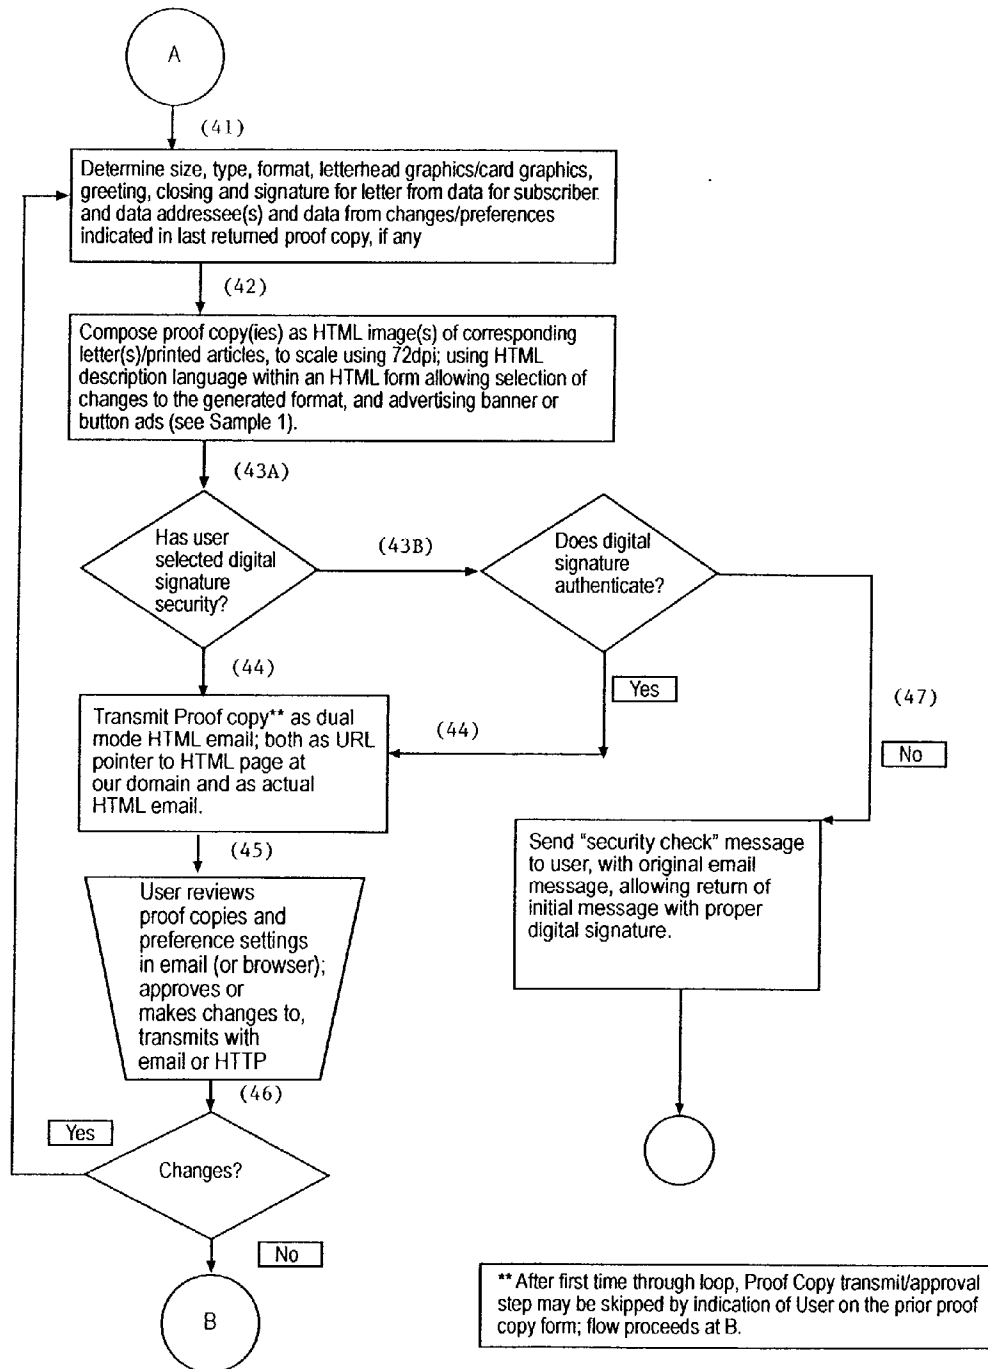 A
(41)
Determine size, type, format, letterhead graphics/card graphics,
greeting, closing and signature for letter from data for subscriber
and data addressee(s) and data from changes/preferences
indicated in last returned proof copy, if any
(42)
Compose proof copy(ies) as HTML image(s) of corresponding
letter(s)/printed articles, to scale using 72dpi; using HTML
description language within an HTML form allowing selection of
changes to the generated format, and advertising banner or
button ads (see Sample 1).
(43A)
Has user
selected digital
signature
security?
(43B)
Does digital
signature
authenticate?
(44)
Yes
(47)
No
Transmit Proof copy** as dual
mode HTML email; both as URL
pointer to HTML page at
our domain and as actual
HTML email.
(44)
(45)
Send "security check" message
to user, with original email
message, allowing return of
initial message with proper
digital signature.
User reviews
proof copies and
preference settings
in email (or browser);
approves or
makes changes to,
transmits with
email or HTTP
(46)
Yes
Changes?
No
B
** After first time through loop, Proof Copy transmit/approval
step may be skipped by indication of User on the prior proof
copy form; flow proceeds at B.